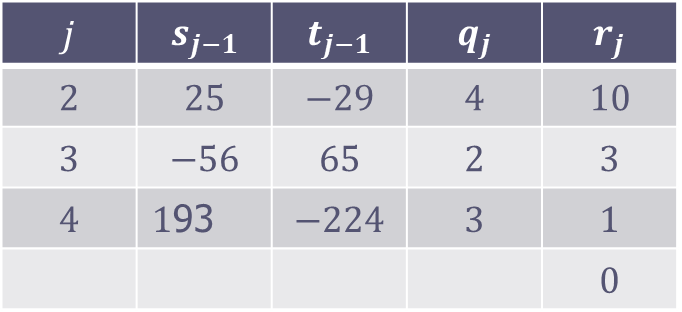 j s_{j−1} t_{j−1} q_j r_j
2 25 −29 4 10
3 −56 65 2 3
4 193 −224 3 1
0